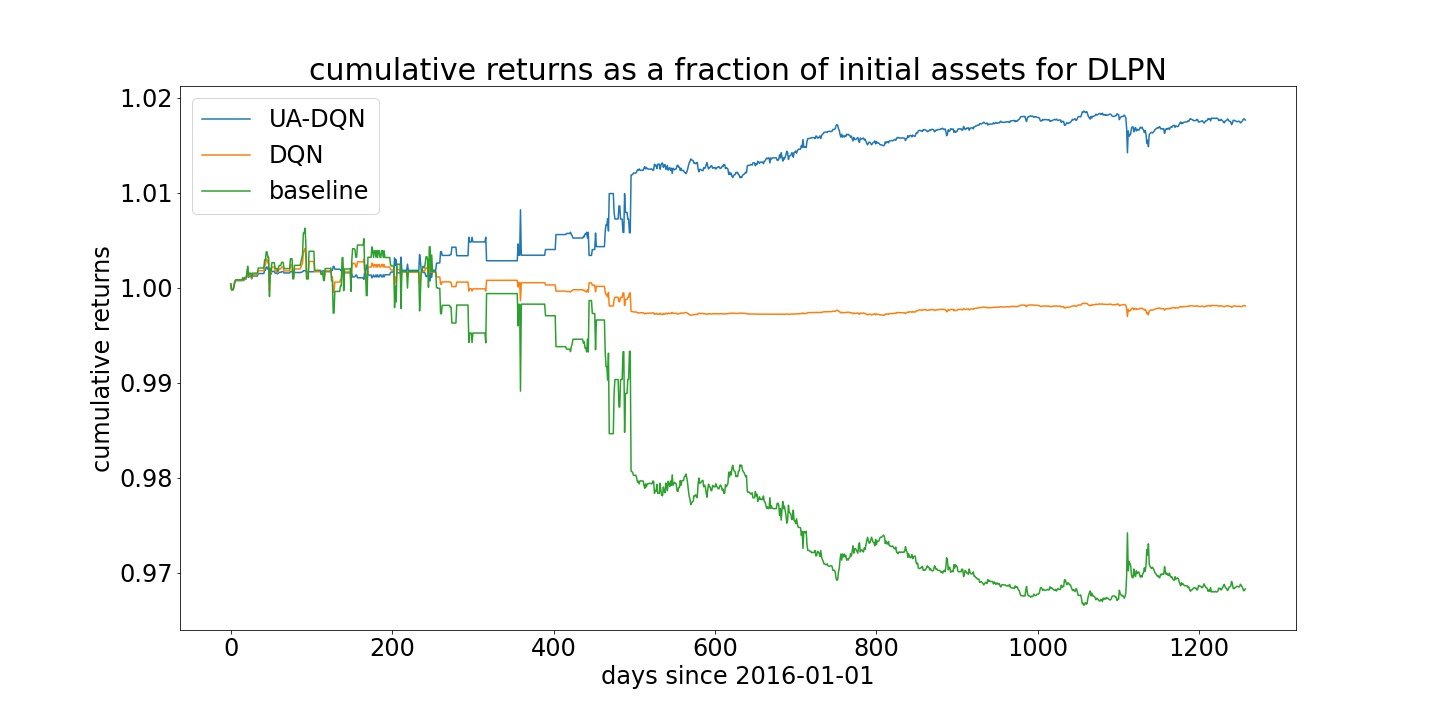 cumulative returns as a fraction of initial assets for DLPN
UA-DQN
DQN
baseline
cumulative returns
1.02
1.01
1.00
0.99
0.98
0.97
0 200 400 600 800 1000 1200
days since 2016-01-01